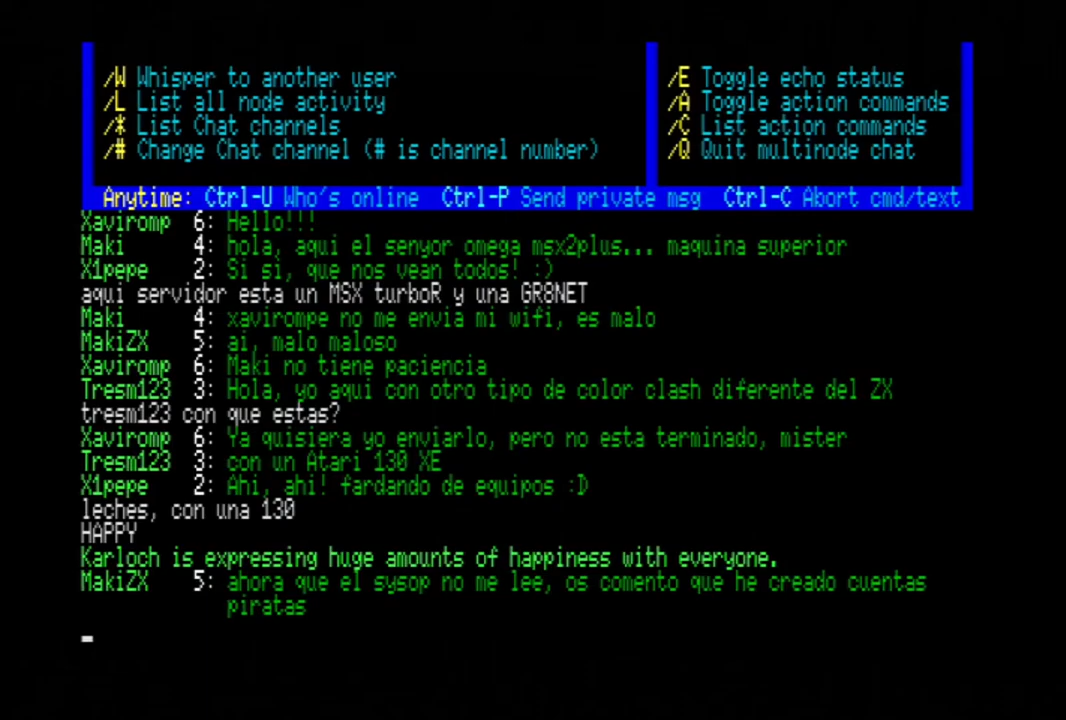 /W Whisper to another user /E Toggle echo status
/L List all node activity /A Toggle action commands
/* List Chat channels /C List action commands
/# Change Chat channel (# is channel number) /Q Quit multinode chat
Anytime: Ctrl-U Who's online Ctrl-P Send private msg Ctrl-C Abort cmd/text
Xaviromp 6: Hello!!!
Maki 4: hola, aqui el senyor omega msx2plus... maquina superior
X1pepe 2: Si si, que nos vean todos! :)
aqui servidor esta un MSX turboR y una GR8NET
Maki 4: xavirompe no me envia mi wifi, es malo
MakiZX 5: ai, malo maloso
Xaviromp 6: Maki no tiene paciencia
Tresm123 3: Hola, yo aqui con otro tipo de color clash diferente del ZX
tresm123 con que estas?
Xaviromp 6: Ya quisiera yo enviarlo, pero no esta terminado, mister
Tresm123 3: con un Atari 130 XE
X1pepe 2: Ahi, ahi! fardando de equipos :D
leches, con una 130
HAPPY
Karloch is expressing huge amounts of happiness with everyone.
MakiZX 5: ahora que el sysop no me lee, os comento que he creado cuentas
piratas